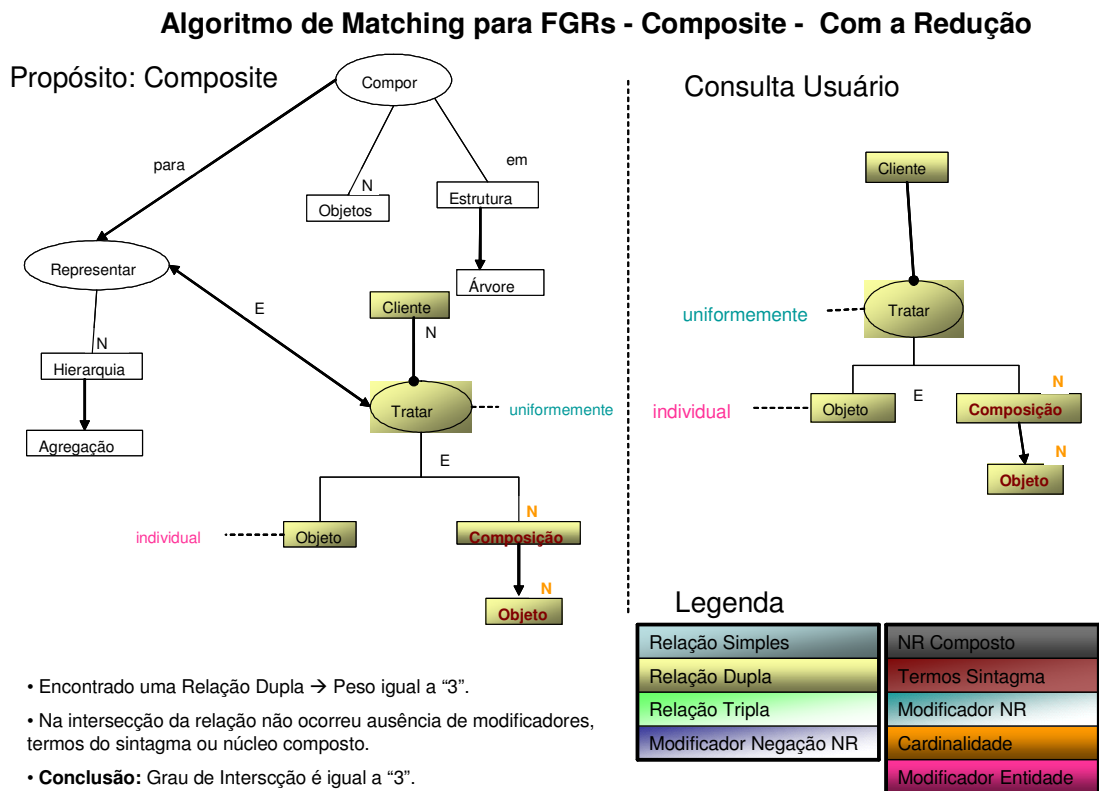 Algoritmo de Matching para FGRs - Composite - Com a Redução
Propósito: Composite
Compor
para
N
em
Objetos
Estrutura
Representar
Árvore
E
Cliente
N
N
Hierarquia
Tratar
uniformemente
Agregação
E
N
individual
Objeto
Composição
N
Objeto
• Encontrado uma Relação Dupla → Peso igual a “3”.
• Na intersecção da relação não ocorreu ausência de modificadores,
termos do sintagma ou núcleo composto.
• Conclusão: Grau de Interscção é igual a “3”.
Consulta Usuário
Cliente
uniformemente
Tratar
N
individual
Objeto
E
Composição
N
Objeto
Legenda
Relação Simples
Relação Dupla
Relação Tripla
Modificador Negação NR
NR Composto
Termos Sintagma
Modificador NR
Cardinalidade
Modificador Entidade